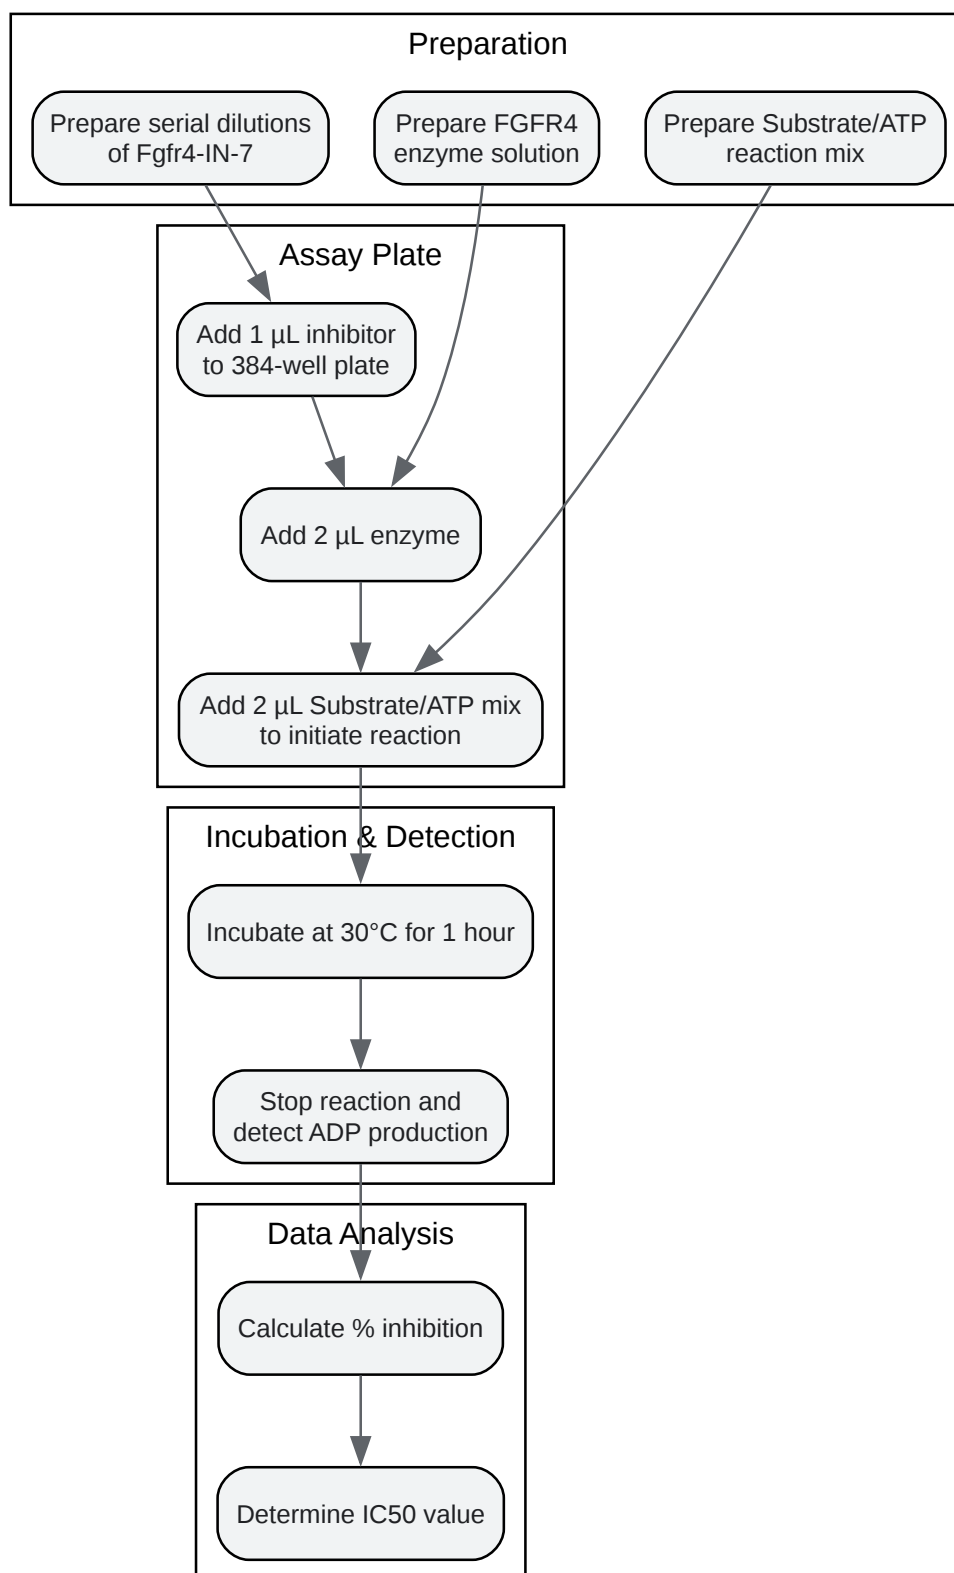 Preparation
Prepare serial dilutions
of Fgfr4-IN-7
Prepare FGFR4
enzyme solution
Prepare Substrate/ATP
reaction mix
Assay Plate
Add 1 µL inhibitor
to 384-well plate
Add 2 µL enzyme
Add 2 µL Substrate/ATP mix
to initiate reaction
Incubation & Detection
Incubate at 30°C for 1 hour
Stop reaction and
detect ADP production
Data Analysis
Calculate % inhibition
Determine IC50 value